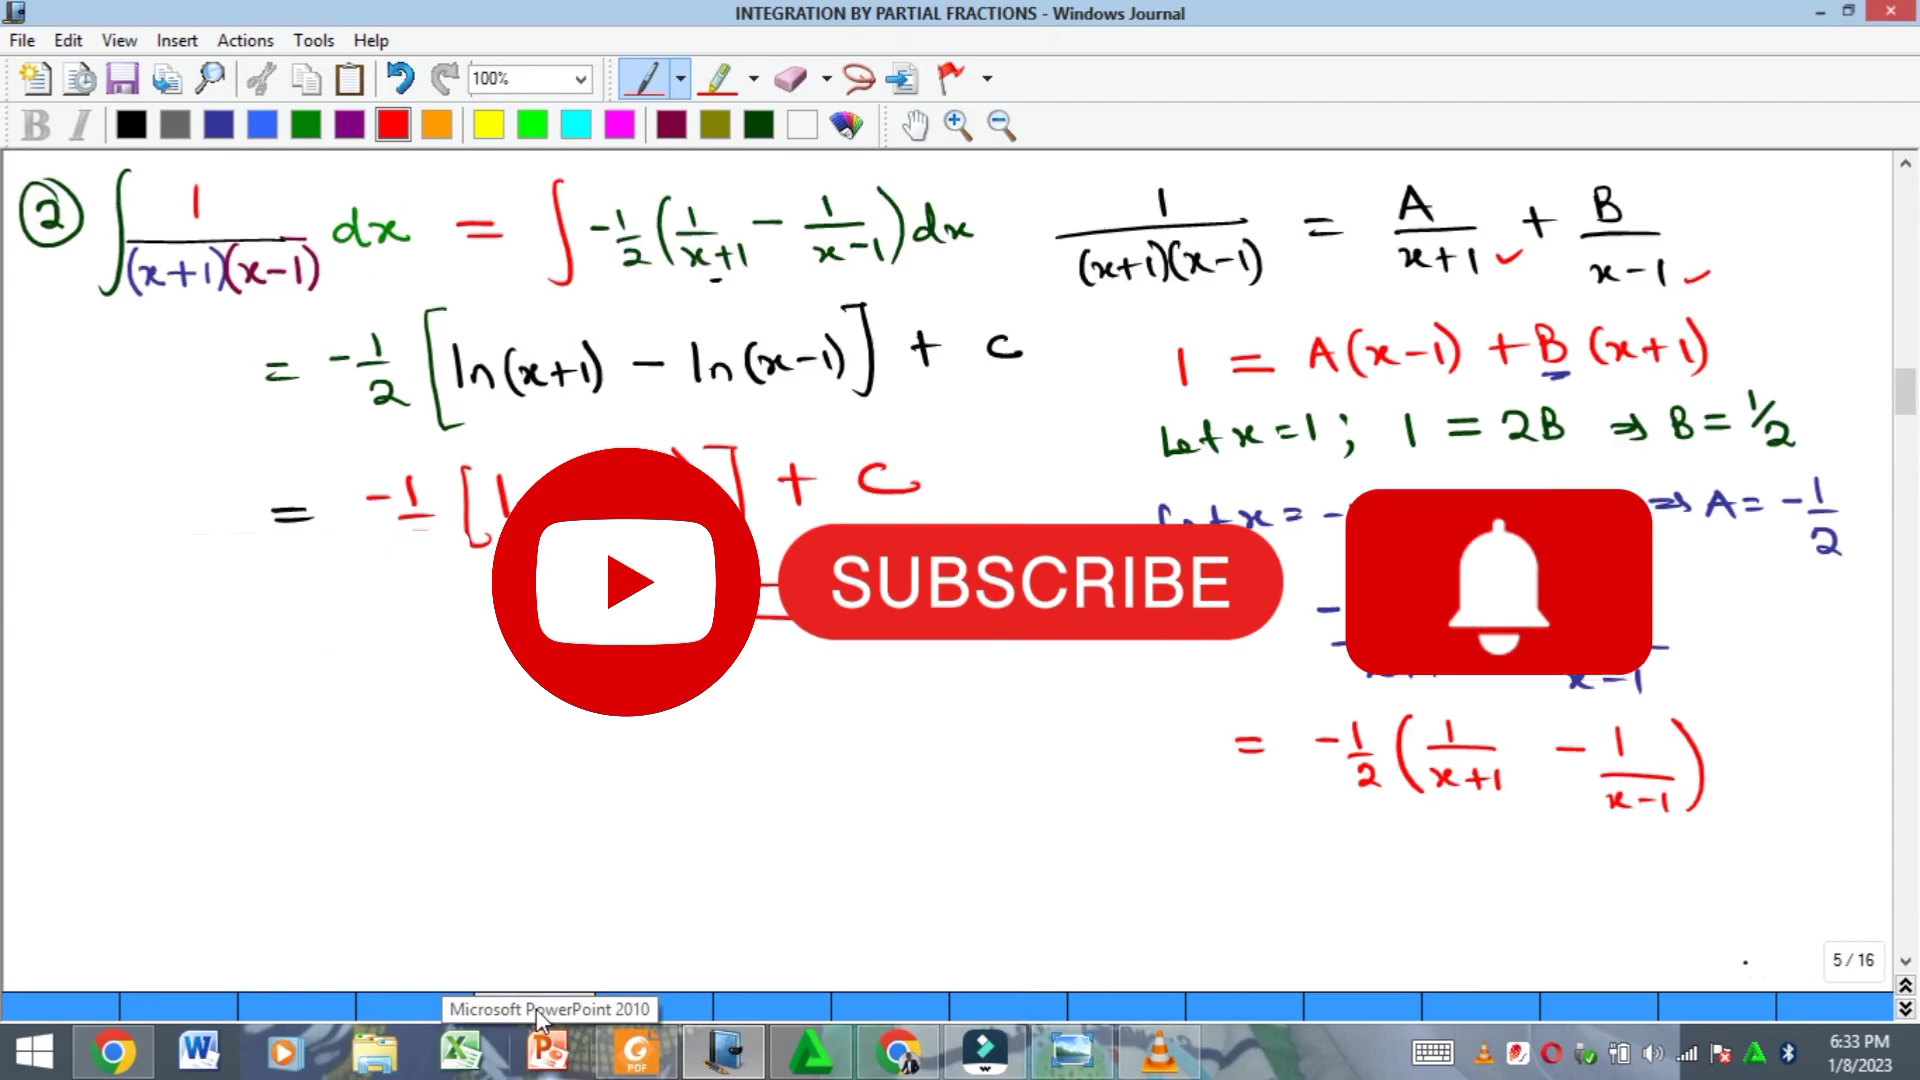 INTEGRATION BY PARTIAL FRACTIONS - Windows Journal
File Edit View Insert Actions Tools Help
100%
B I
② ∫ 1/((x+1)(x-1)) dx = ∫ -1/2 (1/(x+1) - 1/(x-1)) dx
= -1/2 [ln(x+1) - ln(x-1)] + C
= -1 [ ] + C
1/((x+1)(x-1)) = A/(x+1) + B/(x-1)
1 = A(x-1) + B(x+1)
Let x=1; 1 = 2B ⇒ B = 1/2
Let x = - ⇒ A = -1/2
x-1
= -1/2 (1/(x+1) - 1/(x-1))
SUBSCRIBE
5 / 16
Microsoft PowerPoint 2010
PDF
6:33 PM
1/8/2023